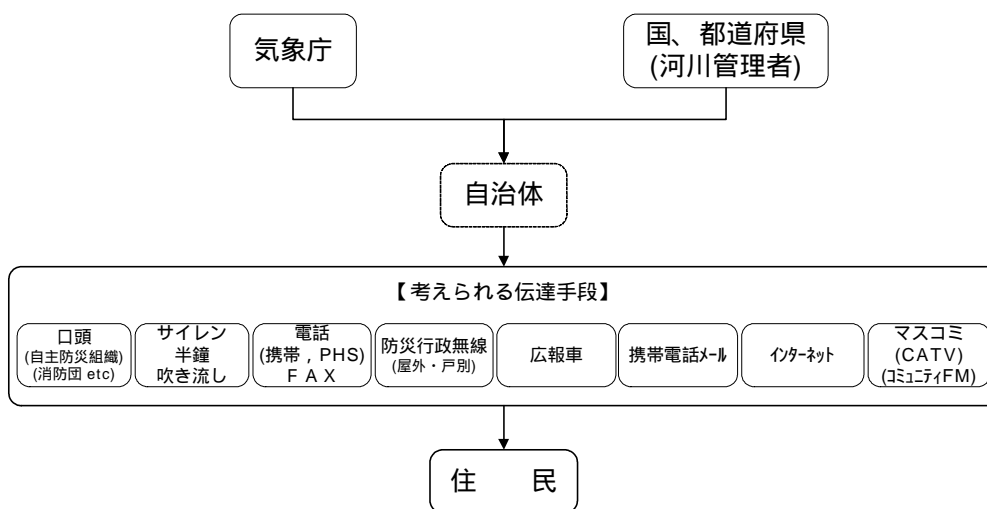 気象庁
国、都道府県
(河川管理者)
自治体
【考えられる伝達手段】
口頭
(自主防災組織)
(消防団 etc)
サイレン
半鐘
吹き流し
電話
(携帯，PHS)
ＦＡＸ
防災行政無線
(屋外・戸別)
広報車
携帯電話ﾒｰﾙ
ｲﾝﾀｰﾈｯﾄ
マスコミ
(CATV)
(ｺﾐｭﾆﾃｨFM)
住　　民